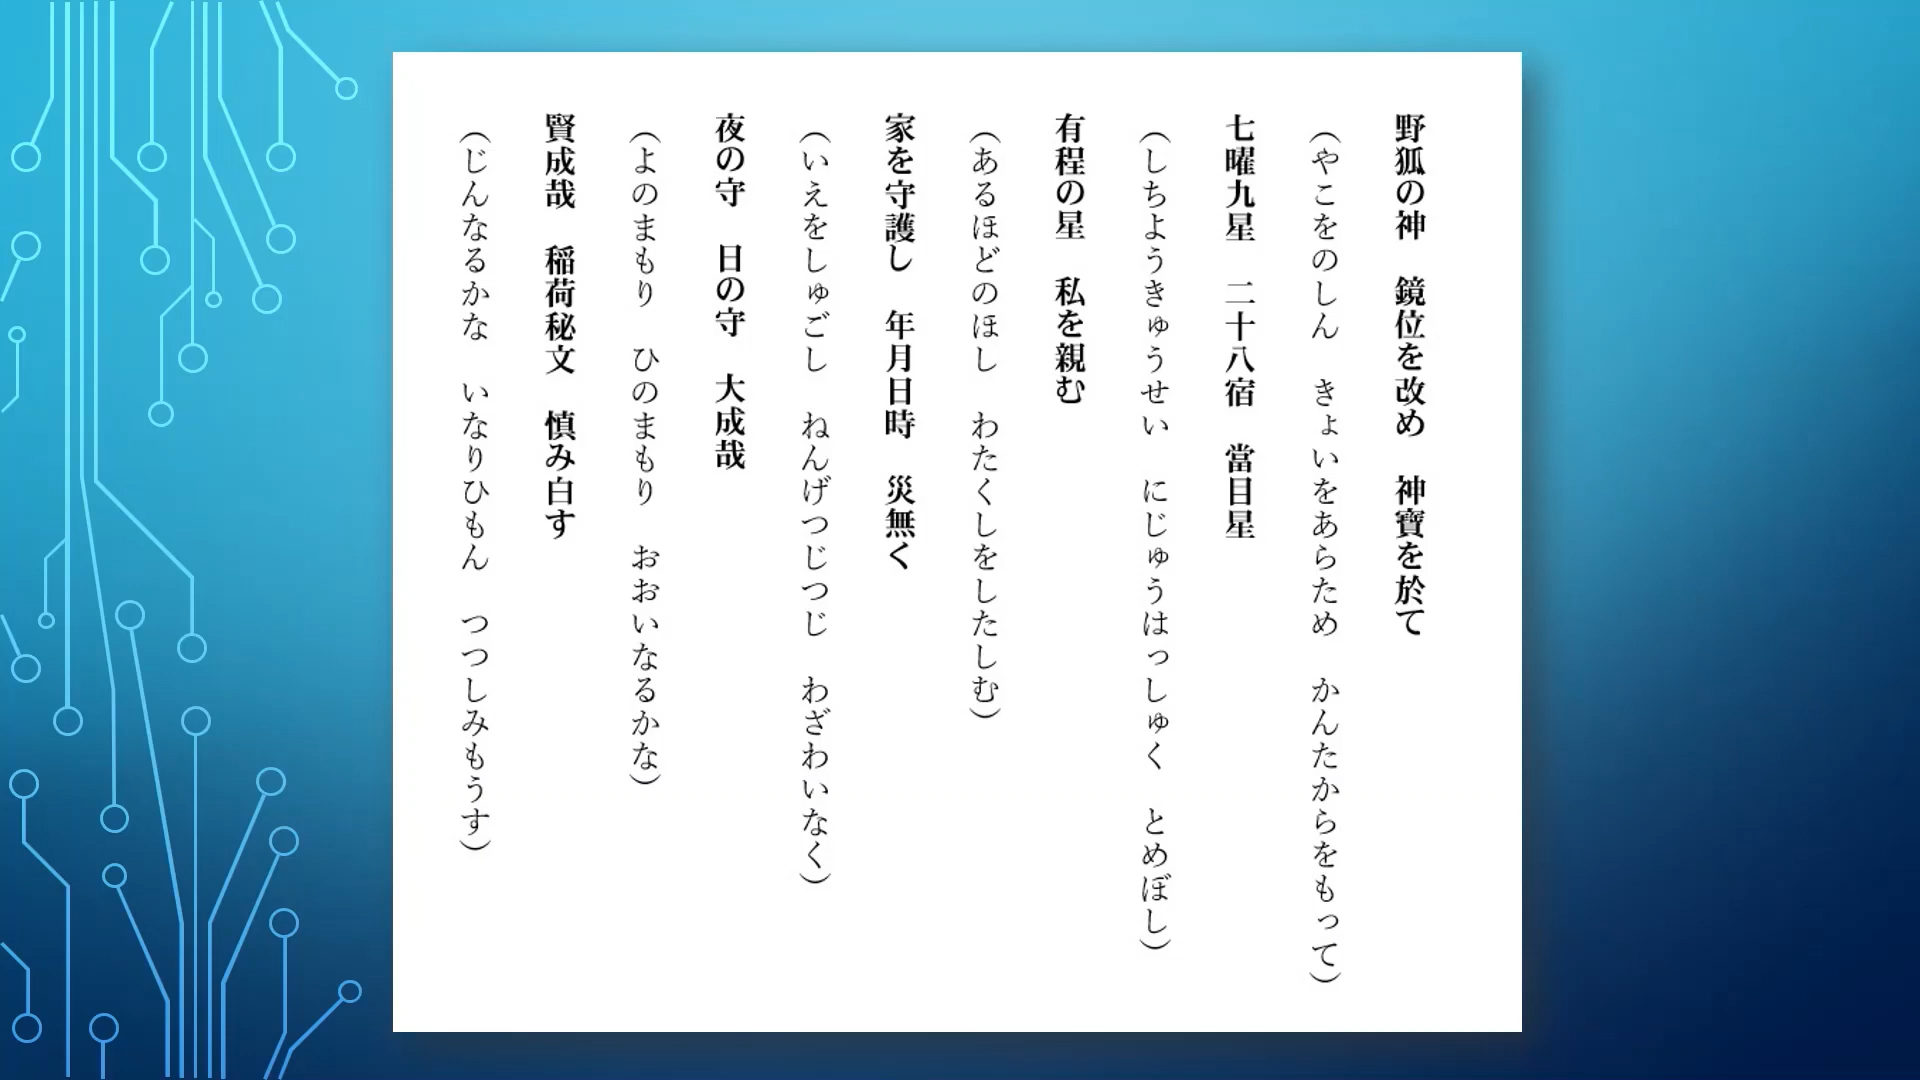 野狐の神　鏡位を改め　神寶を於て
（やこをのしん　きょいをあらため　かんたからをもって）
七曜九星　二十八宿　當目星
（しちようきゅうせい　にじゅうはっしゅく　とめぼし）
有程の星　私を親む
（あるほどのほし　わたくしをしたしむ）
家を守護し　年月日時　災無く
（いえをしゅごし　ねんげつじつじ　わざわいなく）
夜の守　日の守　大成哉
（よのまもり　ひのまもり　おおいなるかな）
賢成哉　稲荷秘文　慎み白す
（じんなるかな　いなりひもん　つつしみもうす）